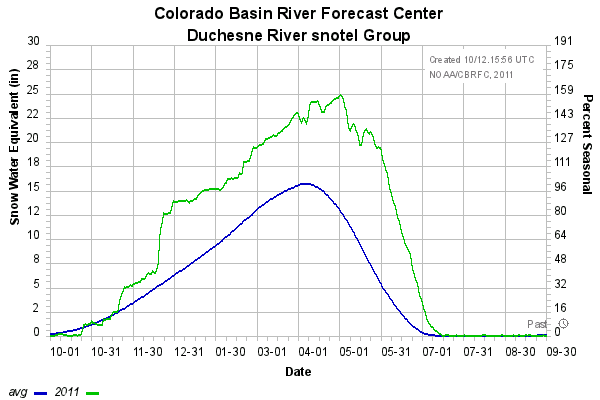 Colorado Basin River Forecast Center
Duchesne River snotel Group
Created 10/12.15:56 UTC
NOAA/CBRFC, 2011
Snow Water Equivalent (in)
30
28
25
22
20
18
15
12
10
8
5
2
0
Percent Seasonal
191
175
159
143
127
111
96
80
64
48
32
16
0
Past
10-01 10-31 11-30 12-31 01-30 03-01 04-01 05-01 05-31 07-01 07-31 08-30 09-30
Date
avg 2011